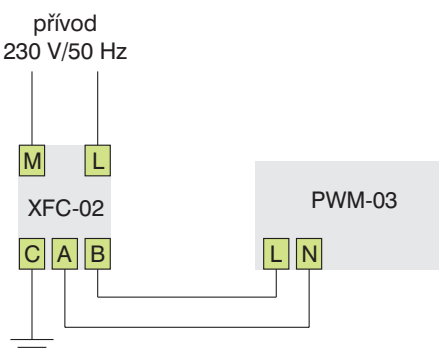 přívod
230 V/50 Hz
M L
XFC-02
PWM-03
C A B
L N